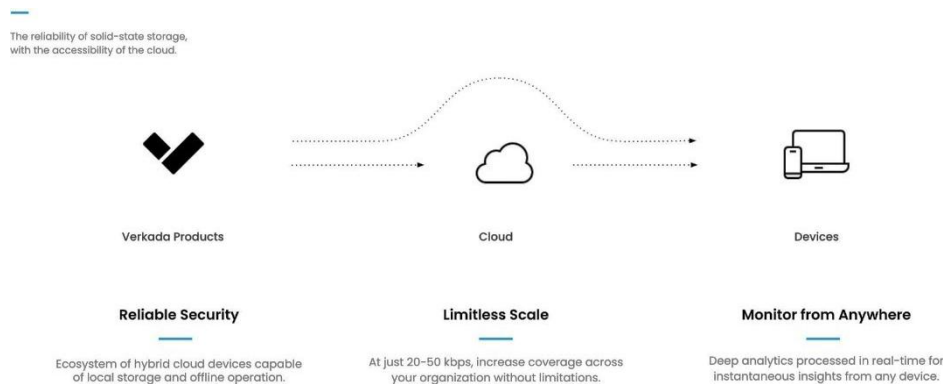 The reliability of solid-state storage,
with the accessibility of the cloud.
Verkada Products
Cloud
Devices
Reliable Security
Ecosystem of hybrid cloud devices capable
of local storage and offline operation.
Limitless Scale
At just 20-50 kbps, increase coverage across
your organization without limitations.
Monitor from Anywhere
Deep analytics processed in real-time for
instantaneous insights from any device.